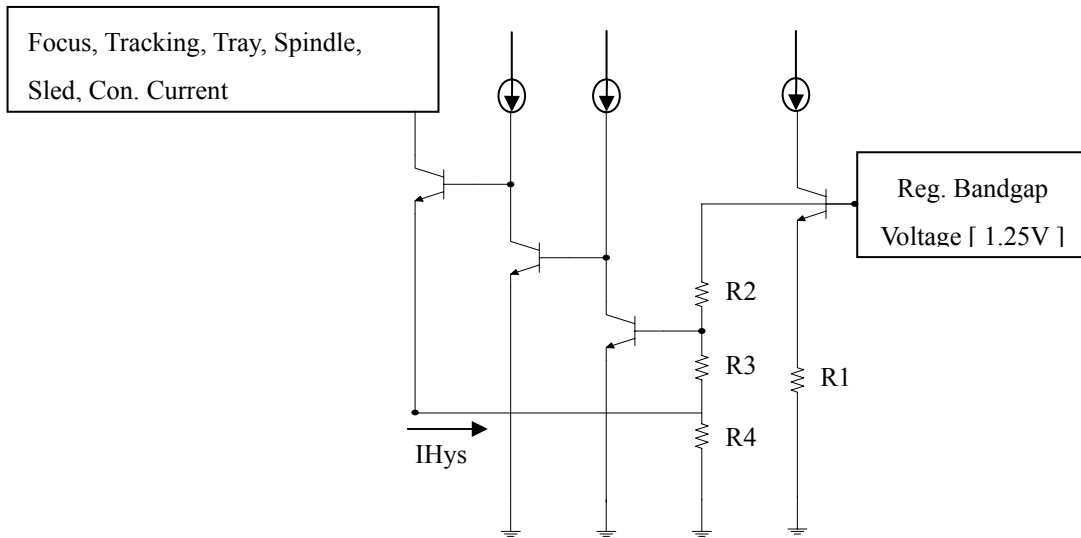 Focus, Tracking, Tray, Spindle,
Sled, Con. Current
Reg. Bandgap
Voltage [ 1.25V ]
R2
R3
R1
R4
IHys